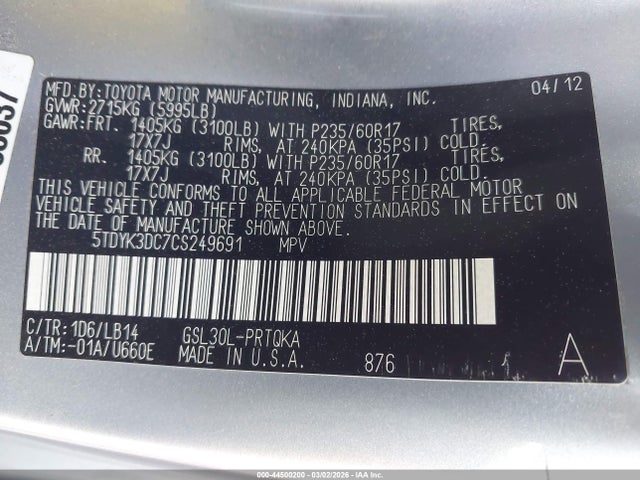 MFD.BY:TOYOTA MOTOR MANUFACTURING, INDIANA, INC. 04/12
GVWR:2715KG (5995LB)
GAWR:FRT. 1405KG (3100LB) WITH P235/60R17 TIRES,
17X7J RIMS, AT 240KPA (35PSI) COLD.
RR. 1405KG (3100LB) WITH P235/60R17 TIRES,
17X7J RIMS, AT 240KPA (35PSI) COLD.
THIS VEHICLE CONFORMS TO ALL APPLICABLE FEDERAL MOTOR
VEHICLE SAFETY AND THEFT PREVENTION STANDARDS IN EFFECT ON
THE DATE OF MANUFACTURE SHOWN ABOVE.
5TDYK3DC7CS249691 MPV
C/TR:1D6/LB14 GSL30L-PRTQKA
A/TM:-01A/U660E MADE IN U.S.A. 876 A
000-44500200 - 03/02/2026 - IAA Inc.